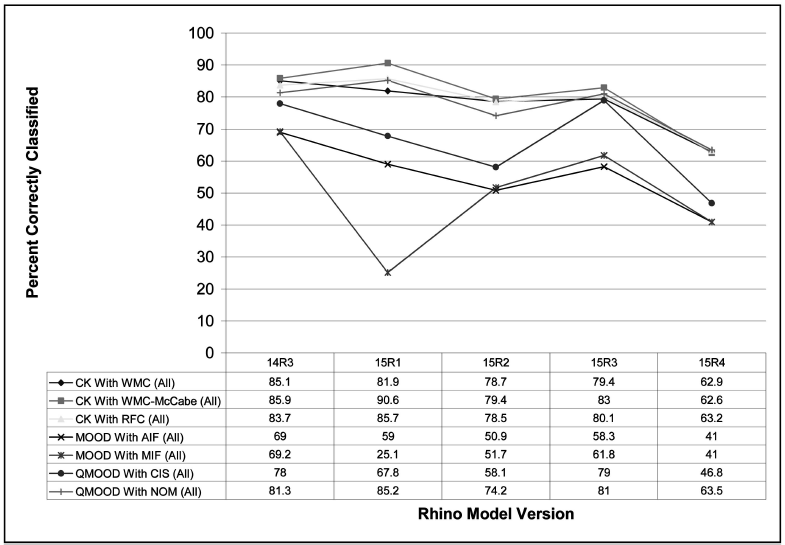 Percent Correctly Classified
100
90
80
70
60
50
40
30
20
10
0
14R3 15R1 15R2 15R3 15R4
CK With WMC (All) 85.1 81.9 78.7 79.4 62.9
CK With WMC-McCabe (All) 85.9 90.6 79.4 83 62.6
CK With RFC (All) 83.7 85.7 78.5 80.1 63.2
MOOD With AIF (All) 69 59 50.9 58.3 41
MOOD With MIF (All) 69.2 25.1 51.7 61.8 41
QMOOD With CIS (All) 78 67.8 58.1 79 46.8
QMOOD With NOM (All) 81.3 85.2 74.2 81 63.5
Rhino Model Version